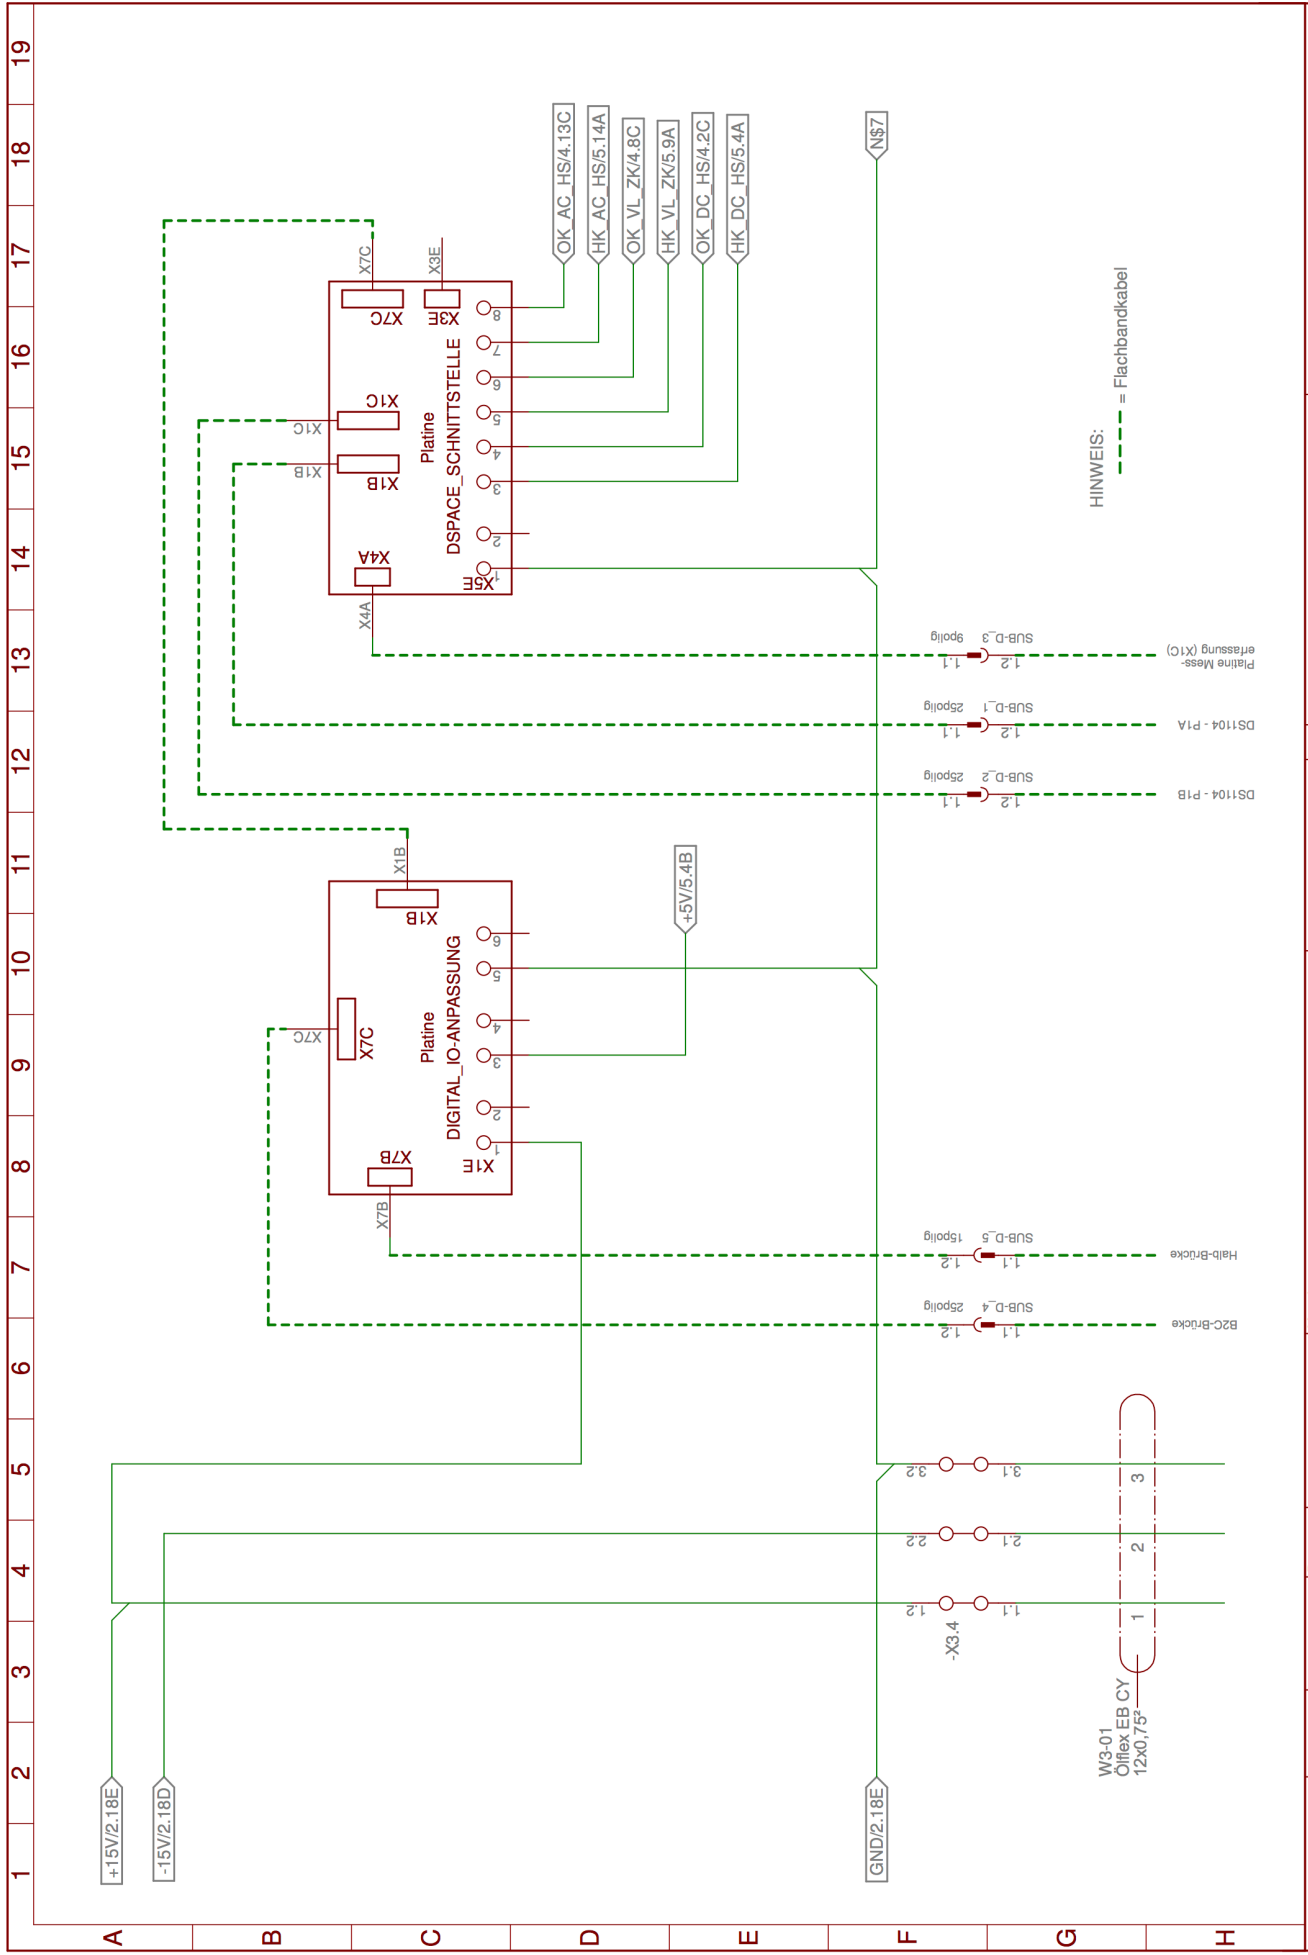 1
2
3
4
5
6
7
8
9
10
11
12
13
14
15
16
17
18
19
A
B
C
D
E
F
G
H
+15V/2.18E
-15V/2.18D
GND/2.18E
X7C
X7C
X7B
X7B
X1B
X1B
Platine
DIGITAL_IO-ANPASSUNG
X1E
1
2
3
4
5
6
+5V/5.4B
X4A
X4A
X1B
X1B
X1C
X1C
X7C
X7C
X3E
X3E
Platine
DSPACE_SCHNITTSTELLE
X5E
1
2
3
4
5
6
7
8
OK_AC_HS/4.13C
HK_AC_HS/5.14A
OK_VL_ZK/4.8C
HK_VL_ZK/5.9A
OK_DC_HS/4.2C
HK_DC_HS/5.4A
N$7
-X3.4
1.2
1.1
2.2
2.1
3.2
3.1
W3-01
Ölflex EB CY
12x0,75²
1
2
3
25polig
SUB-D_4
1.2
1.1
B2C-Brücke
15polig
SUB-D_5
1.2
1.1
Halb-Brücke
25polig
SUB-D_2
1.1
1.2
DS1104 - P1B
25polig
SUB-D_1
1.1
1.2
DS1104 - P1A
9polig
SUB-D_3
1.1
1.2
Platine Mess-
erfassung (X1C)
HINWEIS:
= Flachbandkabel